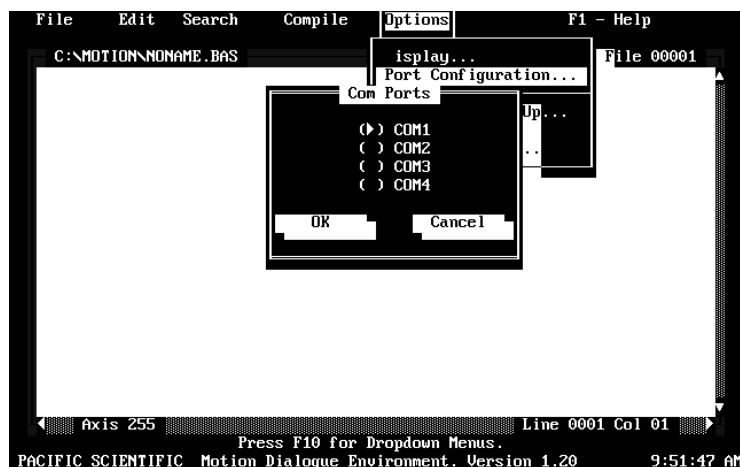 File Edit Search Compile Options F1 - Help
C:\MOTION\NONAME.BAS
File 00001
isplay...
Port Configuration...
Up...
..
Com Ports
(►) COM1
( ) COM2
( ) COM3
( ) COM4
OK Cancel
Axis 255
Line 0001 Col 01
Press F10 for Dropdown Menus.
PACIFIC SCIENTIFIC Motion Dialogue Environment. Version 1.20 9:51:47 AM